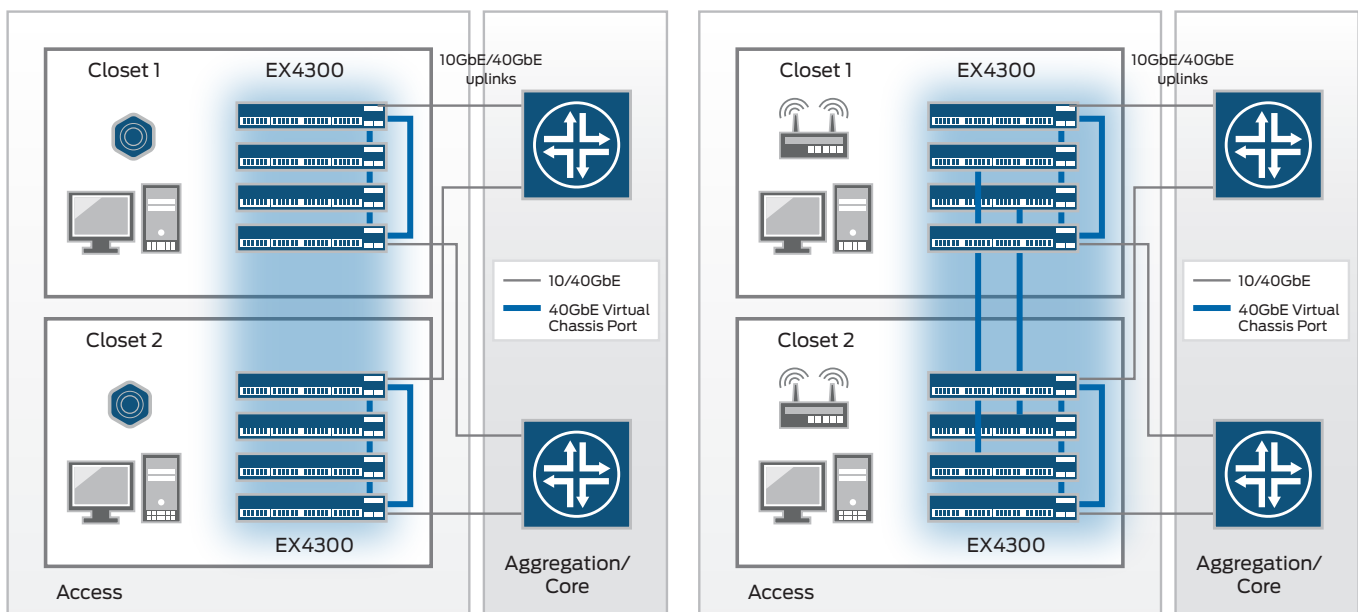 Closet 1
EX4300
10GbE/40GbE
uplinks
10/40GbE
40GbE Virtual
Chassis Port
Closet 2
EX4300
Access
Aggregation/
Core
Closet 1
EX4300
10GbE/40GbE
uplinks
10/40GbE
40GbE Virtual
Chassis Port
Closet 2
EX4300
Access
Aggregation/
Core